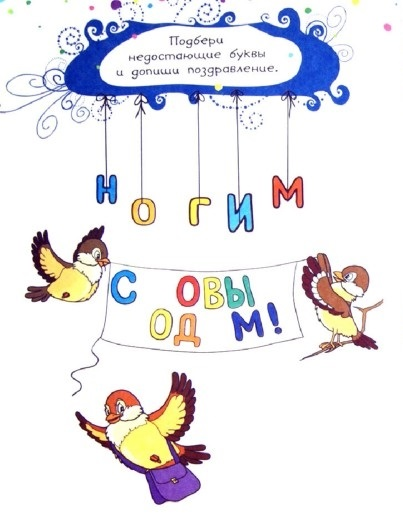 Подбери
недостающие буквы
и допиши поздравление.
Н О Г И М
С ОВЫ
ОД М!